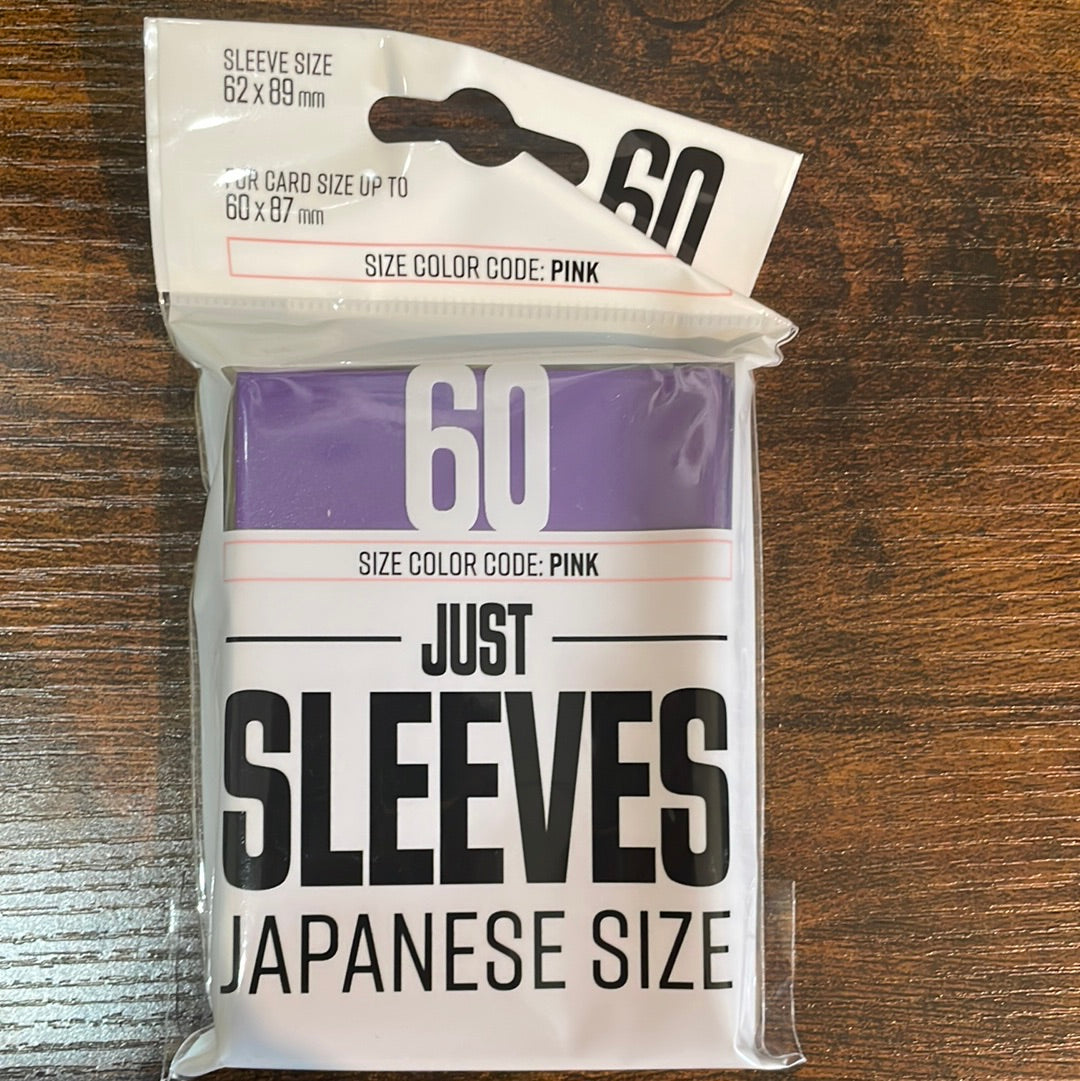 SLEEVE SIZE
62 x 89 mm
60
FOR CARD SIZE UP TO
60 x 87 mm
SIZE COLOR CODE: PINK
60
SIZE COLOR CODE: PINK
JUST
SLEEVES
JAPANESE SIZE